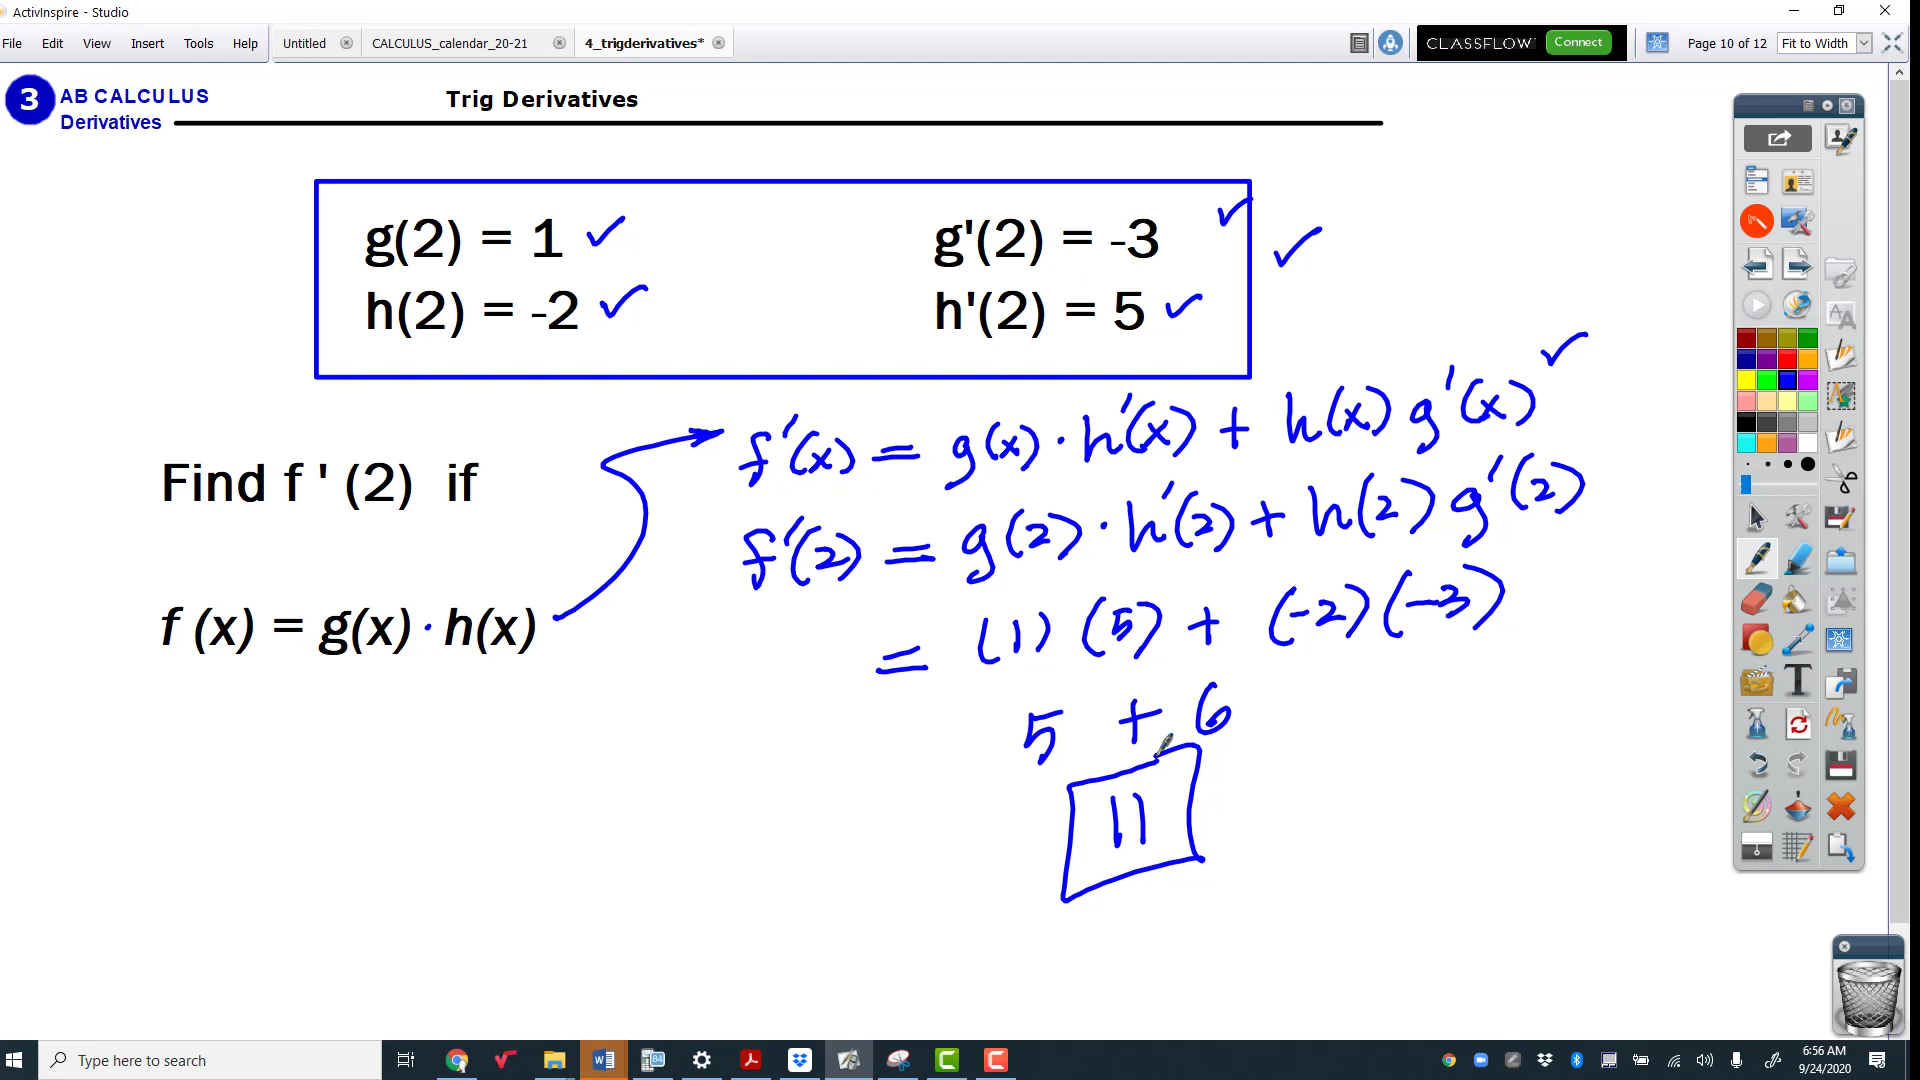 ActivInspire - Studio
File Edit View Insert Tools Help Untitled CALCULUS_calendar_20-21 4_trigderivatives* CLASSFLOW Connect Page 10 of 12 Fit to Width
3 AB CALCULUS
Derivatives
Trig Derivatives
g(2) = 1 ✓ g'(2) = -3 ✓ ✓
h(2) = -2 ✓ h'(2) = 5 ✓
f'(x) = g(x) · h'(x) + h(x) g'(x) ✓
Find f ' (2) if
f'(2) = g(2) · h'(2) + h(2) g'(2)
f (x) = g(x) · h(x)
= (1) (5) + (-2)(-3)
5 + 6
11
Type here to search
6:56 AM
9/24/2020